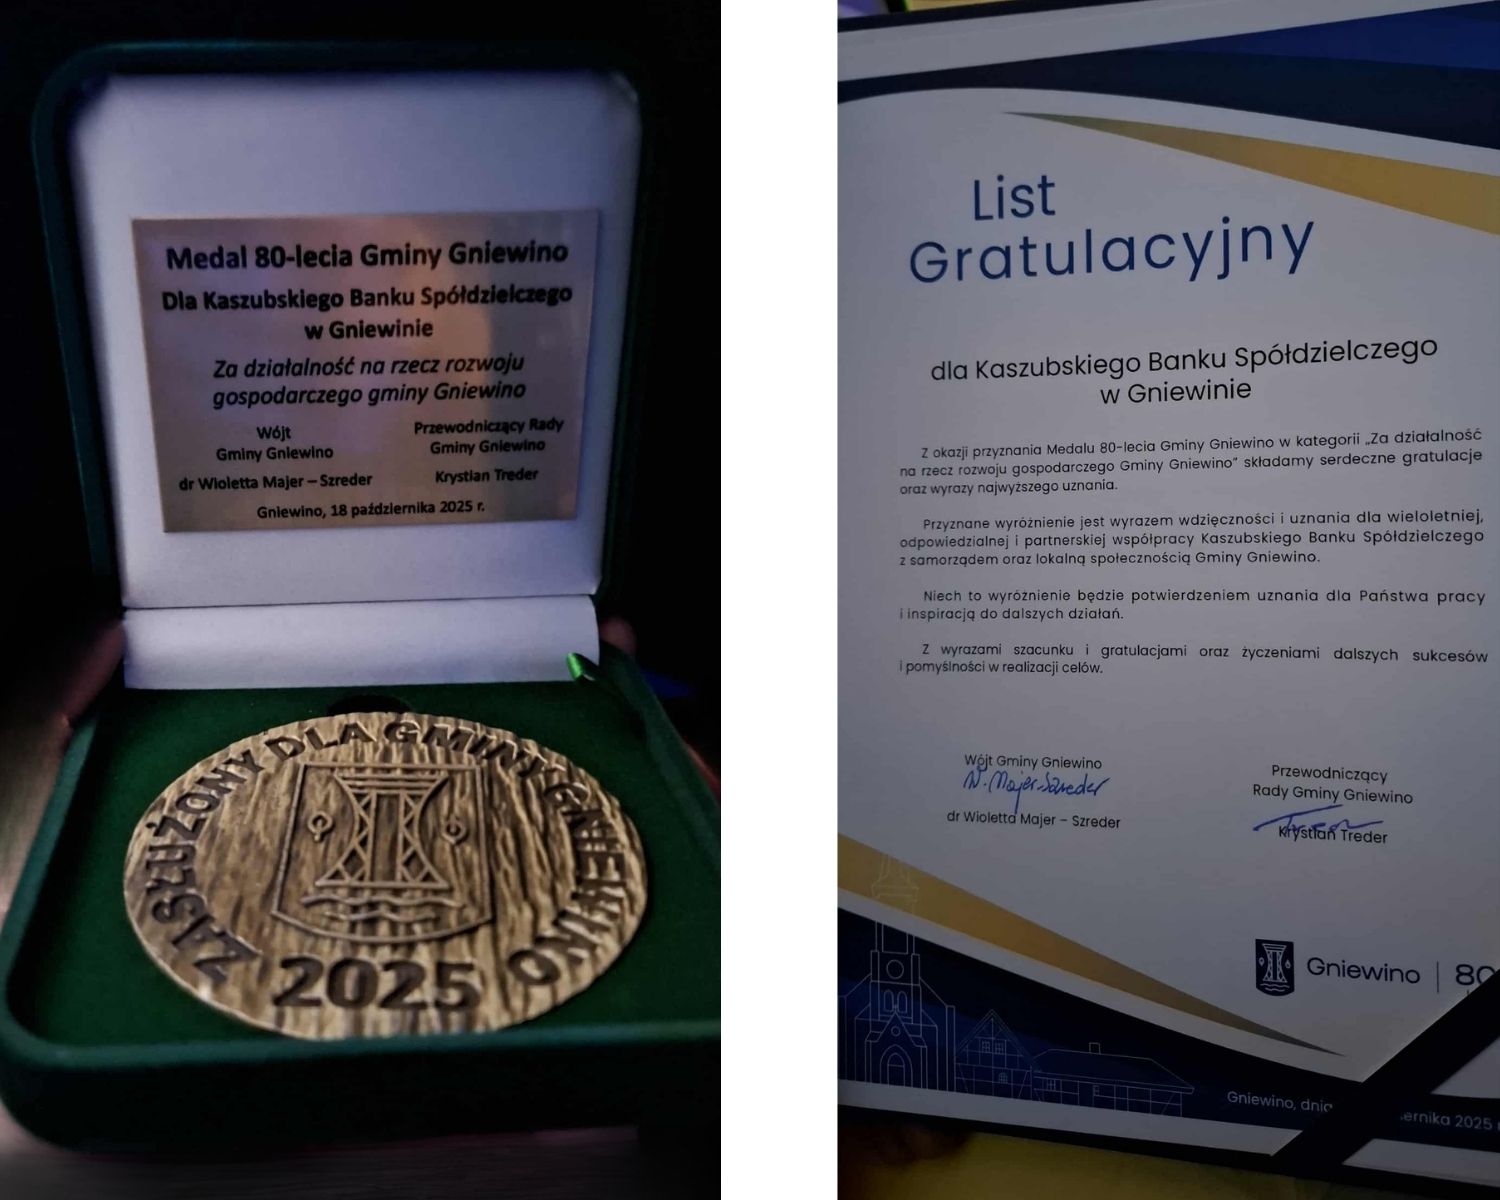 Medal 80-lecia Gminy Gniewino
Dla Kaszubskiego Banku Spółdzielczego
w Gniewinie
Za działalność na rzecz rozwoju
gospodarczego gminy Gniewino
Wójt
Gminy Gniewino
dr Wioletta Majer – Szreder
Przewodniczący Rady
Gminy Gniewino
Krystian Treder
Gniewino, 18 października 2025 r.
ZASŁUŻONY DLA GMINY GNIEWINO
2025
List
Gratulacyjny
dla Kaszubskiego Banku Spółdzielczego
w Gniewinie
Z okazji przyznania Medalu 80-lecia Gminy Gniewino w kategorii „Za działalność
na rzecz rozwoju gospodarczego Gminy Gniewino" składamy serdeczne gratulacje
oraz wyrazy najwyższego uznania.
Przyznane wyróżnienie jest wyrazem wdzięczności i uznania dla wieloletniej,
odpowiedzialnej i partnerskiej współpracy Kaszubskiego Banku Spółdzielczego
z samorządem oraz lokalną społecznością Gminy Gniewino.
Niech to wyróżnienie będzie potwierdzeniem uznania dla Państwa pracy
i inspiracją do dalszych działań.
Z wyrazami szacunku i gratulacjami oraz życzeniami dalszych sukcesów
i pomyślności w realizacji celów.
Wójt Gminy Gniewino
W. Majer-Szreder
dr Wioletta Majer – Szreder
Przewodniczący
Rady Gminy Gniewino
Krystian Treder
Gniewino | 80
Gniewino, dnia
ernika 2025 r